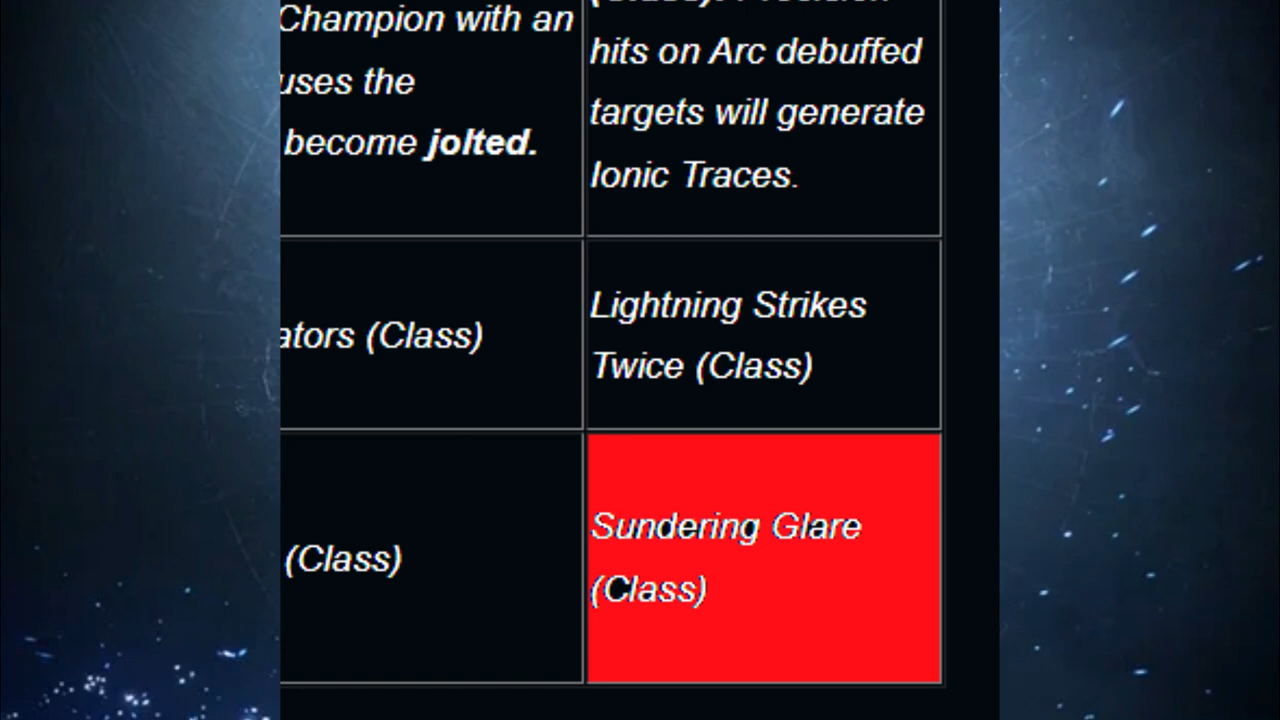 Champion with an
uses the
become jolted.
hits on Arc debuffed
targets will generate
Ionic Traces.
(Class)
Lightning Strikes
Twice (Class)
(Class)
Sundering Glare
(Class)